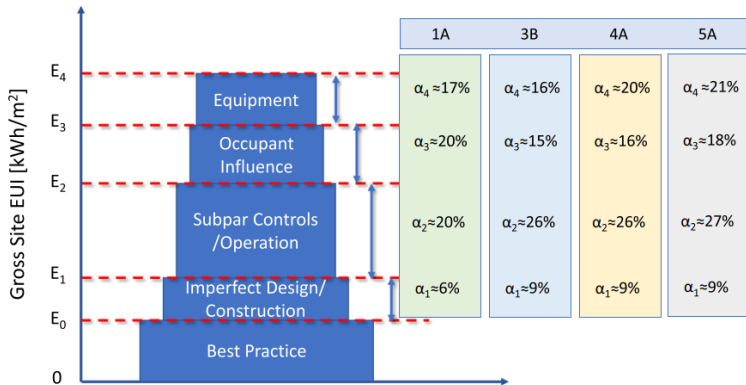 1A 3B 4A 5A
E4
Equipment
α4≈17% α4≈16% α4≈20% α4≈21%
E3
Occupant
Influence
α3≈20% α3≈15% α3≈16% α3≈18%
E2
Subpar Controls
/Operation
α2≈20% α2≈26% α2≈26% α2≈27%
E1
Imperfect Design/
Construction
α1≈6% α1≈9% α1≈9% α1≈9%
E0
Best Practice
0
Gross Site EUI [kWh/m²]